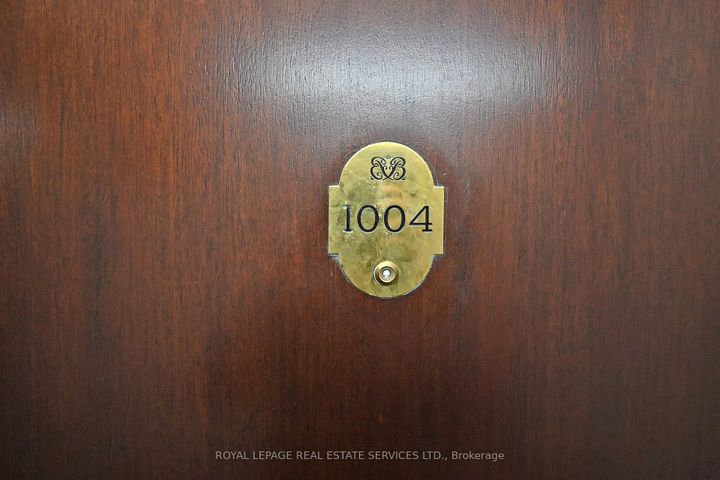 1004
ROYAL LEPAGE REAL ESTATE SERVICES LTD., Brokerage